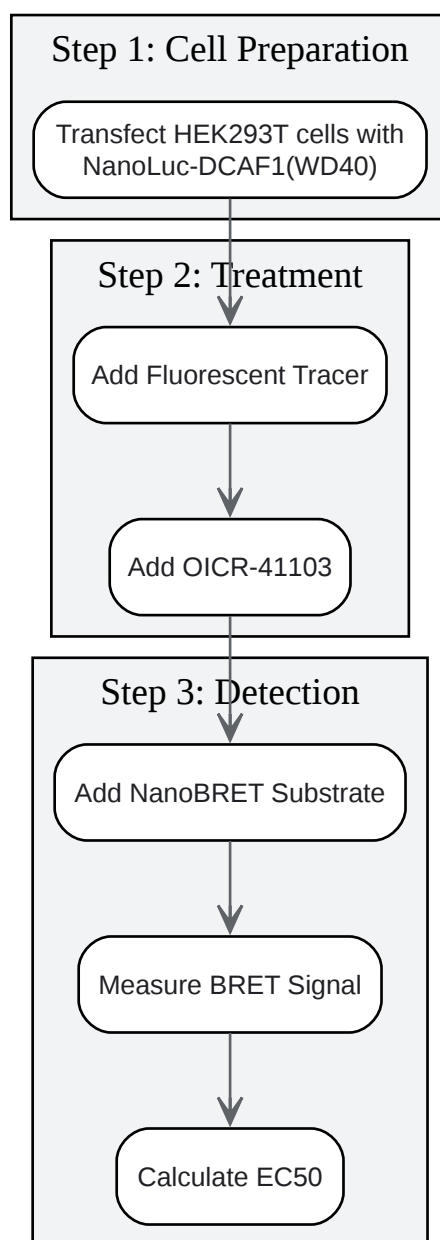 Step 1: Cell Preparation
Transfect HEK293T cells with
NanoLuc-DCAF1(WD40)
Step 2: Treatment
Add Fluorescent Tracer
Add OICR-41103
Step 3: Detection
Add NanoBRET Substrate
Measure BRET Signal
Calculate EC50